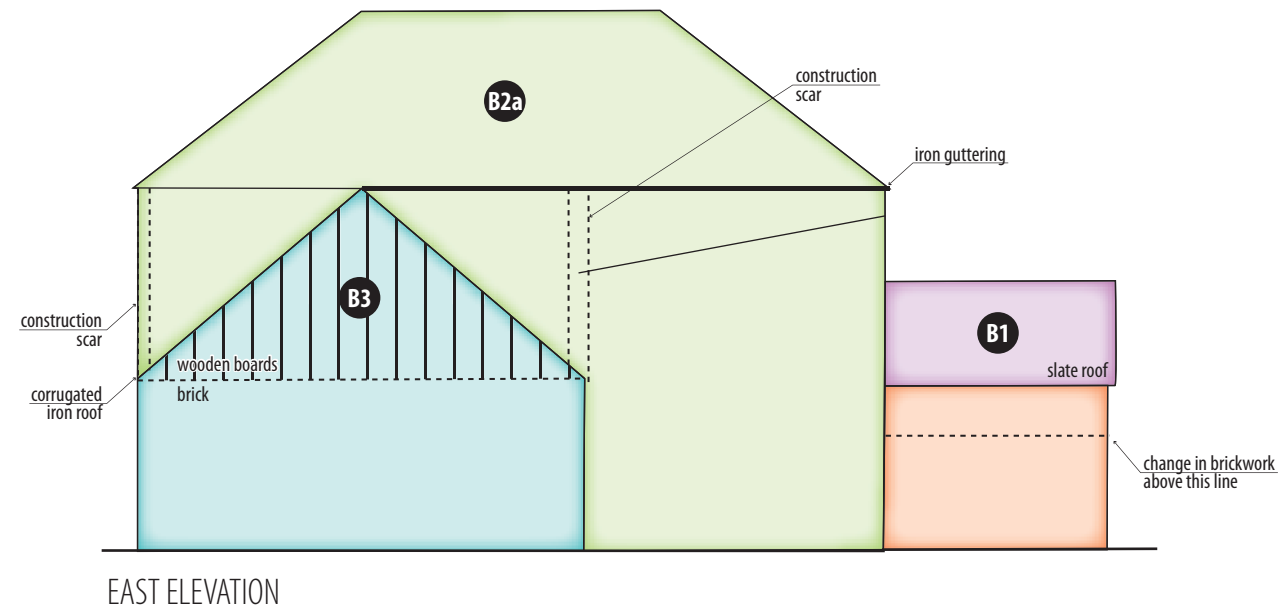 B2a
construction
scar
iron guttering
B3
B1
construction
scar
wooden boards
slate roof
corrugated
iron roof
brick
change in brickwork
above this line
EAST ELEVATION